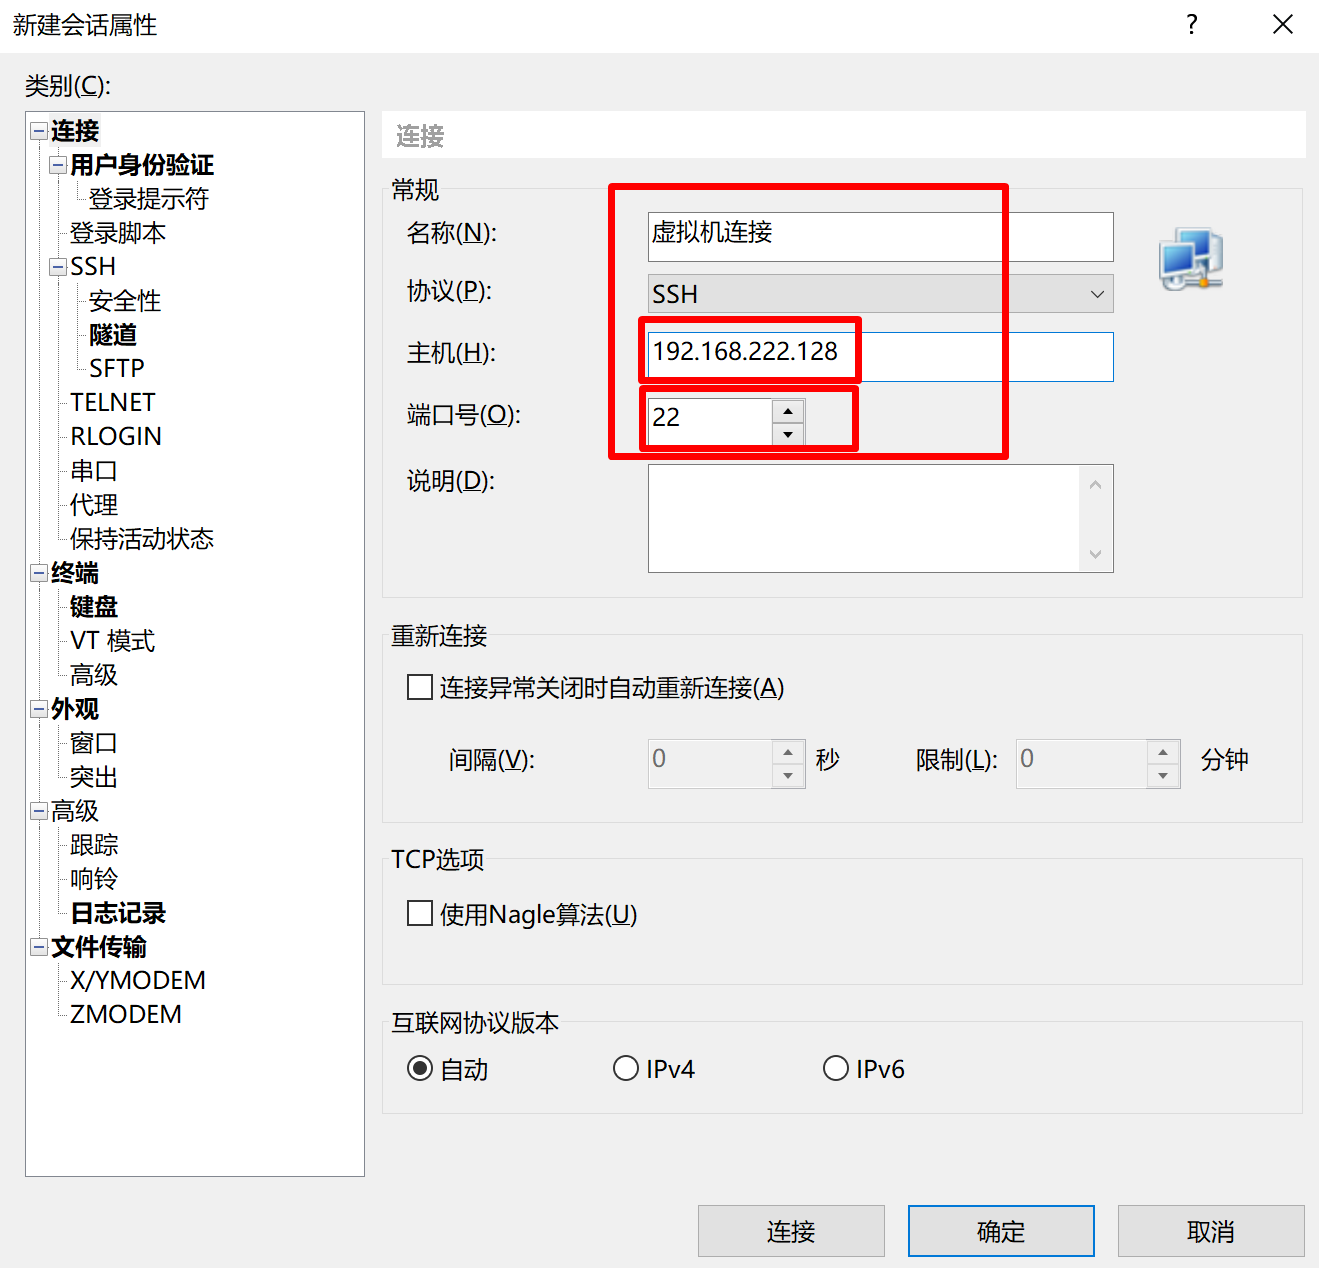 新建会话属性
?
类别(C):
连接
用户身份验证
登录提示符
登录脚本
SSH
安全性
隧道
SFTP
TELNET
RLOGIN
串口
代理
保持活动状态
终端
键盘
VT 模式
高级
外观
窗口
突出
高级
跟踪
响铃
日志记录
文件传输
X/YMODEM
ZMODEM
连接
常规
名称(N): 虚拟机连接
协议(P): SSH
主机(H): 192.168.222.128
端口号(O): 22
说明(D):
重新连接
连接异常关闭时自动重新连接(A)
间隔(V): 0 秒 限制(L): 0 分钟
TCP选项
使用Nagle算法(U)
互联网协议版本
自动 IPv4 IPv6
连接 确定 取消